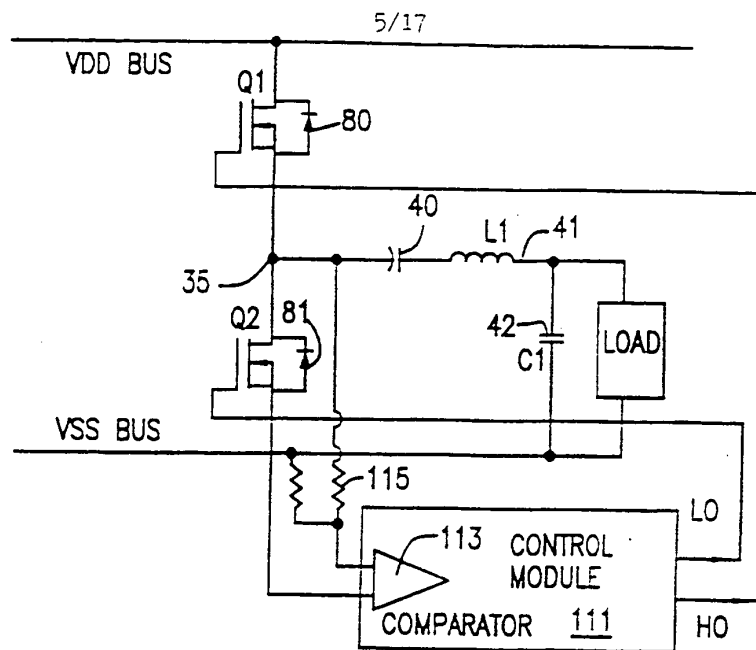 5/17
VDD BUS
Q1
80
40
L1
41
35
Q2
81
42
C1
LOAD
VSS BUS
115
LO
113
CONTROL
MODULE
COMPARATOR
111
HO